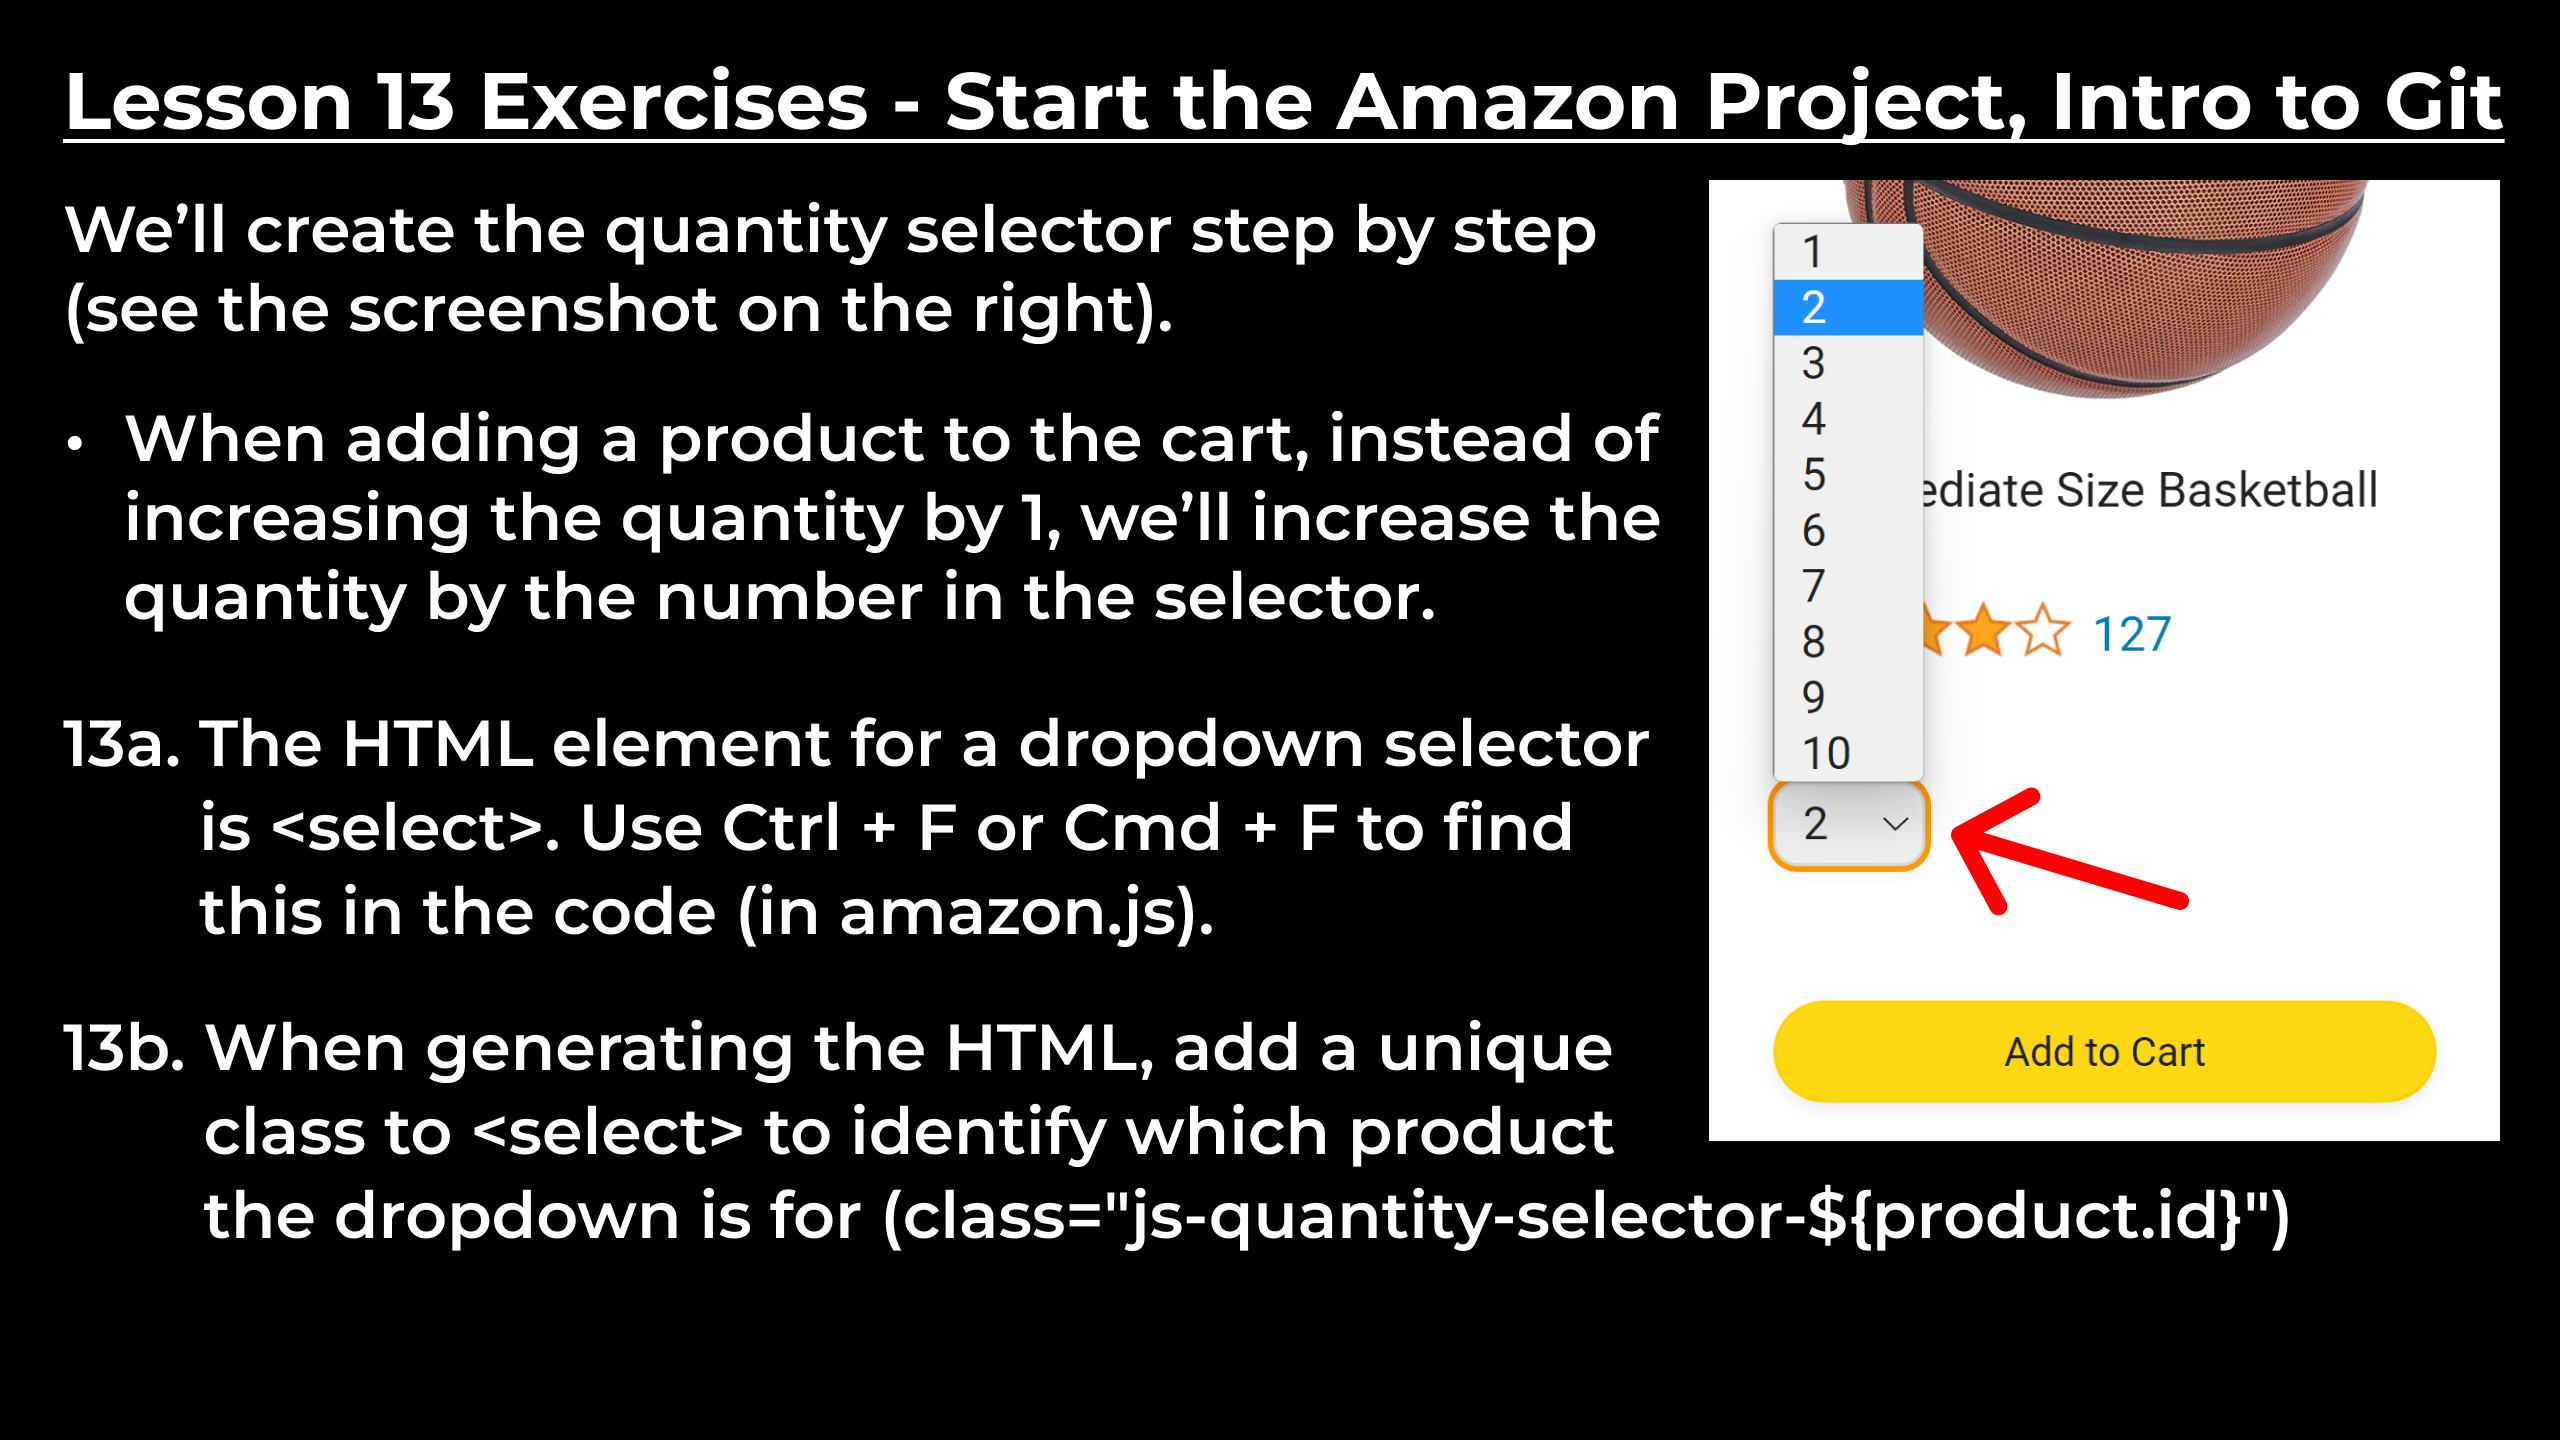 Lesson 13 Exercises - Start the Amazon Project, Intro to Git
We’ll create the quantity selector step by step
(see the screenshot on the right).
• When adding a product to the cart, instead of
increasing the quantity by 1, we’ll increase the
quantity by the number in the selector.
13a. The HTML element for a dropdown selector
is <select>. Use Ctrl + F or Cmd + F to find
this in the code (in amazon.js).
13b. When generating the HTML, add a unique
class to <select> to identify which product
the dropdown is for (class="js-quantity-selector-${product.id}")
1
2
3
4
5
6
7
8
9
10
ediate Size Basketball
127
2
Add to Cart